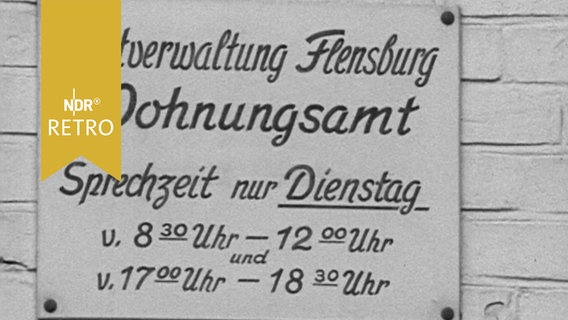 NDR®
RETRO
tverwaltung Flensburg
ohnungsamt
Sprechzeit nur Dienstag
v. 8 30 Uhr – 12 00 Uhr
und
v. 17 00 Uhr – 18 30 Uhr